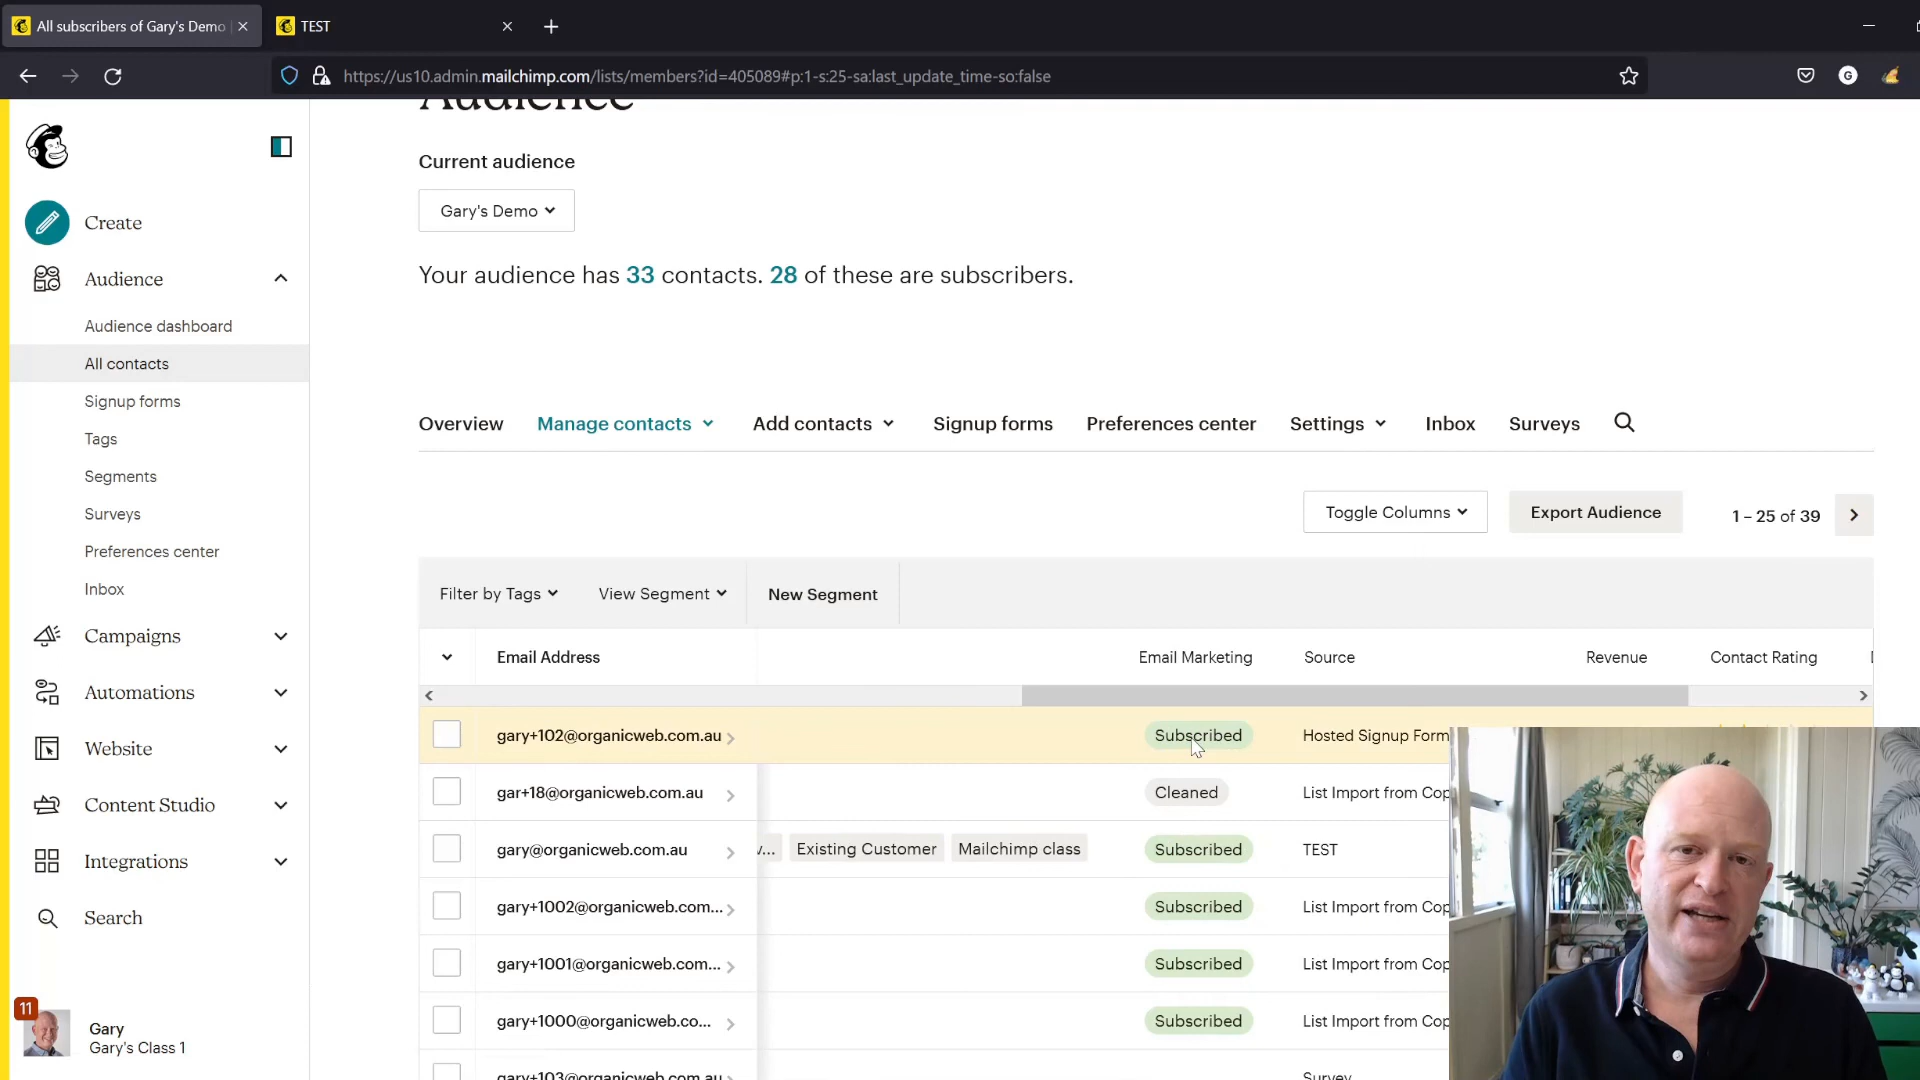 All subscribers of Gary's Demo
TEST
https://us10.admin.mailchimp.com/lists/members?id=405089#p:1-s:25-sa:last_update_time-so:false
G
Audience
Current audience
Gary's Demo
Your audience has 33 contacts. 28 of these are subscribers.
Create
Audience
Audience dashboard
All contacts
Signup forms
Tags
Segments
Surveys
Preferences center
Inbox
Campaigns
Automations
Website
Content Studio
Integrations
Search
11
Gary
Gary's Class 1
Overview
Manage contacts
Add contacts
Signup forms
Preferences center
Settings
Inbox
Surveys
Toggle Columns
Export Audience
1 – 25 of 39
Filter by Tags
View Segment
New Segment
Email Address
Email Marketing
Source
Revenue
Contact Rating
gary+102@organicweb.com.au
Subscribed
Hosted Signup Form
gar+18@organicweb.com.au
Cleaned
List Import from Cop
gary@organicweb.com.au
v...
Existing Customer
Mailchimp class
Subscribed
TEST
gary+1002@organicweb.com...
Subscribed
List Import from Cop
gary+1001@organicweb.com...
Subscribed
List Import from Cop
gary+1000@organicweb.co...
Subscribed
List Import from Cop
gary+103@organicweb.com.au
Survey